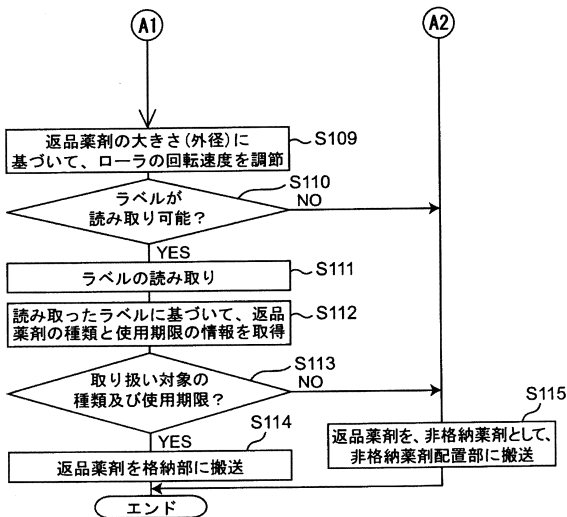 A1
A2
返品薬剤の大きさ(外径)に
基づいて、ローラの回転速度を調節
S109
S110
ラベルが
読み取り可能?
NO
YES
ラベルの読み取り
S111
読み取ったラベルに基づいて、返品
薬剤の種類と使用期限の情報を取得
S112
S113
取り扱い対象の
種類及び使用期限?
NO
YES
S114
返品薬剤を格納部に搬送
S115
返品薬剤を、非格納薬剤として、
非格納薬剤配置部に搬送
エンド